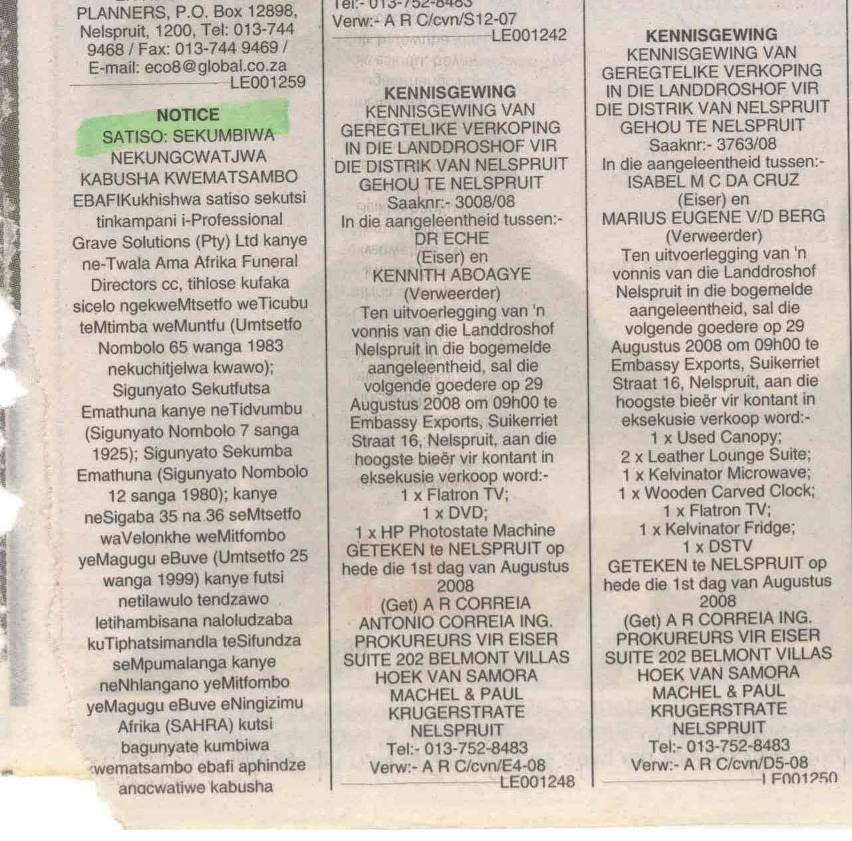 PLANNERS, P.O. Box 12898,
Nelspruit, 1200, Tel: 013-744
9468 / Fax: 013-744 9469 /
E-mail: eco8@global.co.za
LE001259
NOTICE
SATISO: SEKUMBIWA
NEKUNGCWATJWA
KABUSHA KWEMATSAMBO
EBAFIKukhishwa satiso sekutsi
tinkampani i-Professional
Grave Solutions (Pty) Ltd kanye
ne-Twala Ama Afrika Funeral
Directors cc, tihlose kufaka
sicelo ngekweMtsetfo weTicubu
teMtimba weMuntfu (Umtsetfo
Nombolo 65 wanga 1983
nekuchitjelwa kwawo);
Sigunyato Sekutfutsa
Emathuna kanye neTidvumbu
(Sigunyato Nombolo 7 sanga
1925); Sigunyato Sekumba
Emathuna (Sigunyato Nombolo
12 sanga 1980); kanye
neSigaba 35 na 36 seMtsetfo
waVelonkhe weMitfombo
yeMagugu eBuve (Umtsetfo 25
wanga 1999) kanye futsi
netilawulo tendzawo
letihambisana naloludzaba
kuTiphatsimandla teSifundza
seMpumalanga kanye
neNhlangano yeMitfombo
yeMagugu eBuve eNingizimu
Afrika (SAHRA) kutsi
bagunyate kumbiwa
kwematsambo ebafi aphindze
angcwatiwe kabusha
Tel:- 013-752-8483
Verw:- A R C/cvn/S12-07
LE001242
KENNISGEWING
KENNISGEWING VAN
GEREGTELIKE VERKOPING
IN DIE LANDDROSHOF VIR
DIE DISTRIK VAN NELSPRUIT
GEHOU TE NELSPRUIT
Saaknr:- 3008/08
In die aangeleentheid tussen:-
DR ECHE
(Eiser) en
KENNITH ABOAGYE
(Verweerder)
Ten uitvoerlegging van 'n
vonnis van die Landdroshof
Nelspruit in die bogemelde
aangeleentheid, sal die
volgende goedere op 29
Augustus 2008 om 09h00 te
Embassy Exports, Suikerriet
Straat 16, Nelspruit, aan die
hoogste bieër vir kontant in
eksekusie verkoop word:-
1 x Flatron TV;
1 x DVD;
1 x HP Photostate Machine
GETEKEN te NELSPRUIT op
hede die 1st dag van Augustus
2008
(Get) A R CORREIA
ANTONIO CORREIA ING.
PROKUREURS VIR EISER
SUITE 202 BELMONT VILLAS
HOEK VAN SAMORA
MACHEL & PAUL
KRUGERSTRATE
NELSPRUIT
Tel:- 013-752-8483
Verw:- A R C/cvn/E4-08
LE001248
KENNISGEWING
KENNISGEWING VAN
GEREGTELIKE VERKOPING
IN DIE LANDDROSHOF VIR
DIE DISTRIK VAN NELSPRUIT
GEHOU TE NELSPRUIT
Saaknr:- 3763/08
In die aangeleentheid tussen:-
ISABEL M C DA CRUZ
(Eiser) en
MARIUS EUGENE V/D BERG
(Verweerder)
Ten uitvoerlegging van 'n
vonnis van die Landdroshof
Nelspruit in die bogemelde
aangeleentheid, sal die
volgende goedere op 29
Augustus 2008 om 09h00 te
Embassy Exports, Suikerriet
Straat 16, Nelspruit, aan die
hoogste bieër vir kontant in
eksekusie verkoop word:-
1 x Used Canopy;
2 x Leather Lounge Suite;
1 x Kelvinator Microwave;
1 x Wooden Carved Clock;
1 x Flatron TV;
1 x Kelvinator Fridge;
1 x DSTV
GETEKEN te NELSPRUIT op
hede die 1st dag van Augustus
2008
(Get) A R CORREIA ING.
PROKUREURS VIR EISER
SUITE 202 BELMONT VILLAS
HOEK VAN SAMORA
MACHEL & PAUL
KRUGERSTRATE
NELSPRUIT
Tel:- 013-752-8483
Verw:- A R C/cvn/D5-08
LE001250